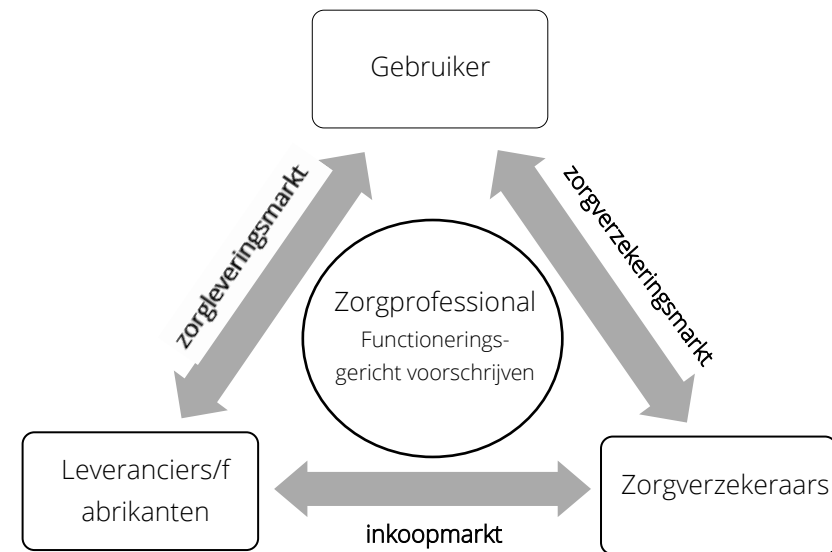 Gebruiker
zorgleveringsmarkt
zorgverzekeringsmarkt
Zorgprofessional
Functionerings-
gericht voorschrijven
Leveranciers/f
abrikanten
Zorgverzekeraars
inkoopmarkt